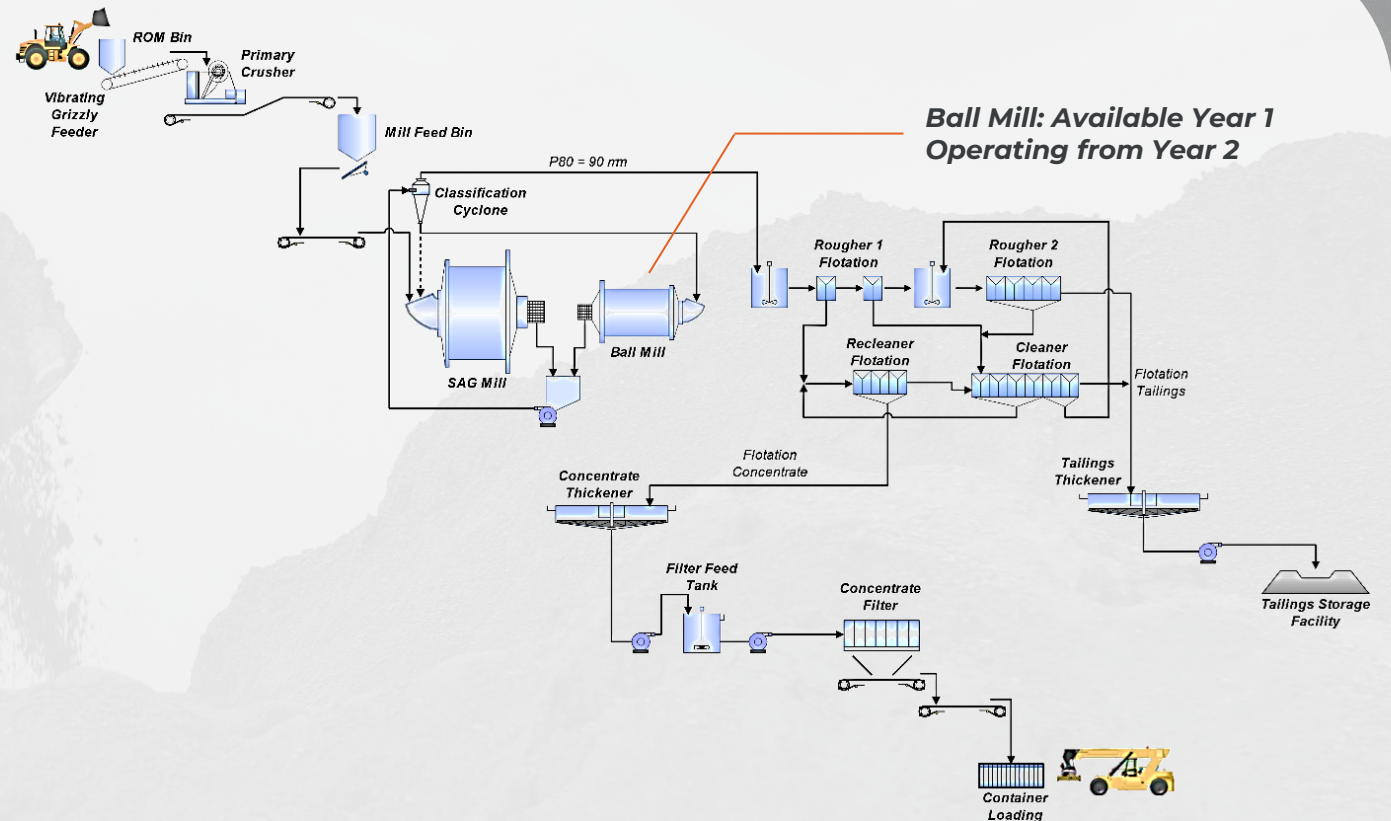 ROM Bin
Primary
Crusher
Vibrating
Grizzly
Feeder
Mill Feed Bin
Ball Mill: Available Year 1
Operating from Year 2
P80 = 90 nm
Classification
Cyclone
Rougher 1
Flotation
Rougher 2
Flotation
SAG Mill
Ball Mill
Recleaner
Flotation
Cleaner
Flotation
Flotation
Tailings
Flotation
Concentrate
Concentrate
Thickener
Tailings
Thickener
Filter Feed
Tank
Concentrate
Filter
Tailings Storage
Facility
Container
Loading